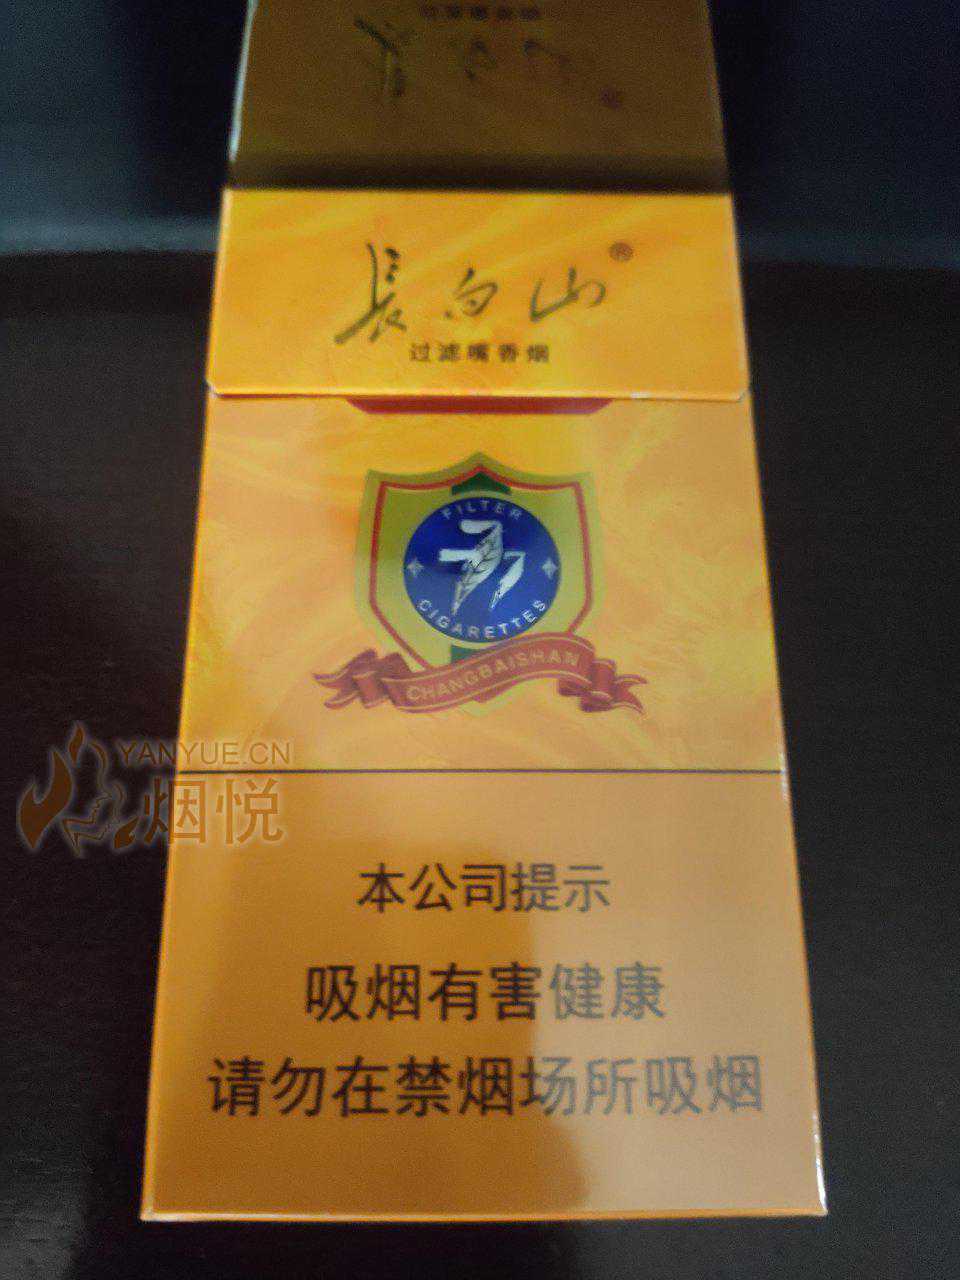 長白山®
过滤嘴香烟
FILTER
CIGARETTES
CHANGBAISHAN
YANYUE.CN
烟悦
本公司提示
吸烟有害健康
请勿在禁烟场所吸烟